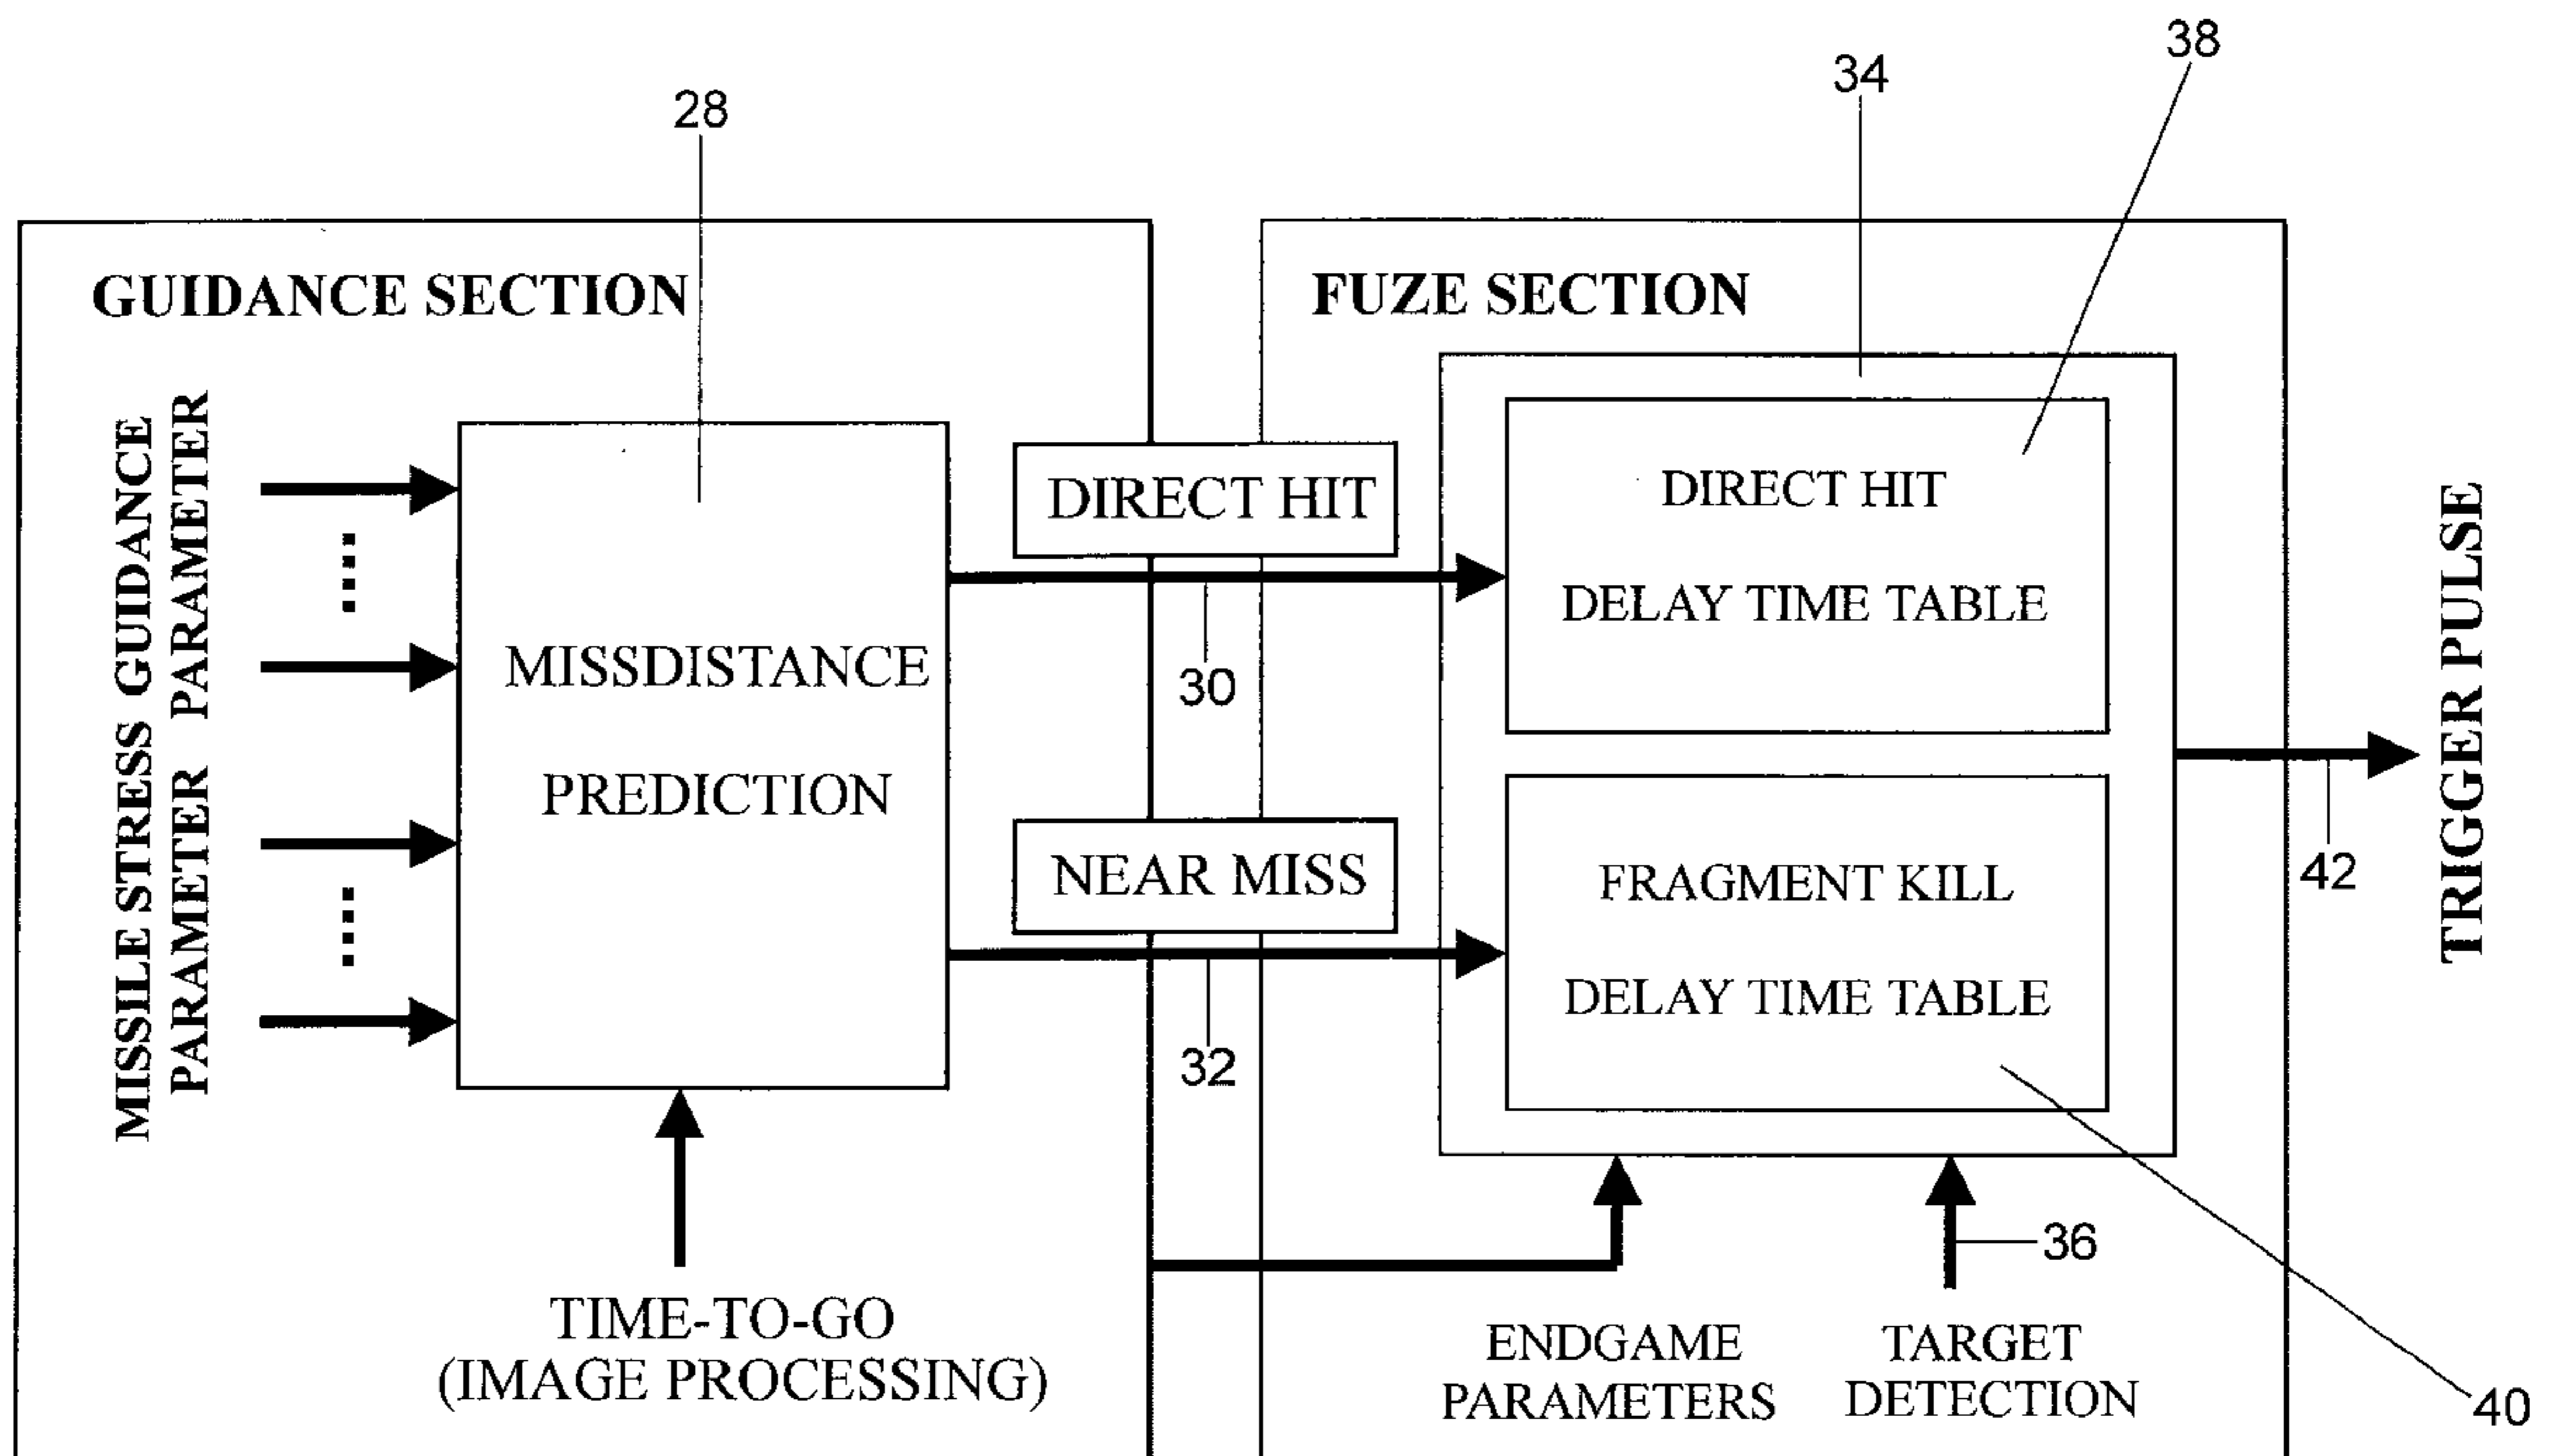 38
34
28
GUIDANCE SECTION
FUZE SECTION
MISSILE STRESS GUIDANCE
PARAMETER PARAMETER
MISSDISTANCE
PREDICTION
DIRECT HIT
30
NEAR MISS
32
DIRECT HIT
DELAY TIME TABLE
FRAGMENT KILL
DELAY TIME TABLE
42
TRIGGER PULSE
TIME-TO-GO
(IMAGE PROCESSING)
ENDGAME
PARAMETERS
36
TARGET
DETECTION
40